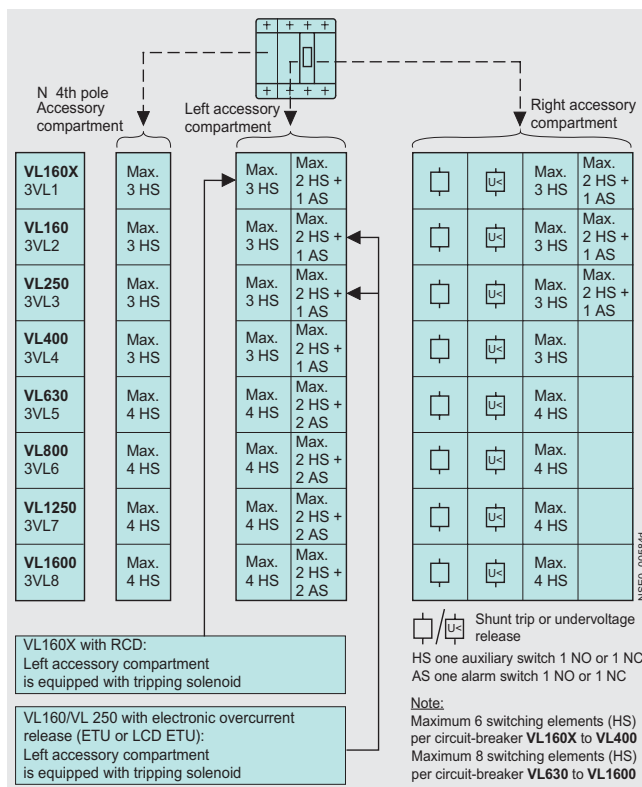 + + + +
+ + + +
N 4th pole
Accessory
compartment
Left accessory
compartment
Right accessory
compartment
VL160X
3VL1
Max.
3 HS
Max.
3 HS
Max.
2 HS +
1 AS
U<
Max.
3 HS
Max.
2 HS +
1 AS
VL160
3VL2
Max.
3 HS
Max.
3 HS
Max.
2 HS +
1 AS
U<
Max.
3 HS
Max.
2 HS +
1 AS
VL250
3VL3
Max.
3 HS
Max.
3 HS
Max.
2 HS +
1 AS
U<
Max.
3 HS
Max.
2 HS +
1 AS
VL400
3VL4
Max.
3 HS
Max.
3 HS
Max.
2 HS +
1 AS
U<
Max.
3 HS
VL630
3VL5
Max.
4 HS
Max.
4 HS
Max.
2 HS +
2 AS
U<
Max.
4 HS
VL800
3VL6
Max.
4 HS
Max.
4 HS
Max.
2 HS +
2 AS
U<
Max.
4 HS
VL1250
3VL7
Max.
4 HS
Max.
4 HS
Max.
2 HS +
2 AS
U<
Max.
4 HS
VL1600
3VL8
Max.
4 HS
Max.
4 HS
Max.
2 HS +
2 AS
U<
Max.
4 HS
VL160X with RCD:
Left accessory compartment
is equipped with tripping solenoid
VL160/VL 250 with electronic overcurrent
release (ETU or LCD ETU):
Left accessory compartment
is equipped with tripping solenoid
U< Shunt trip or undervoltage
release
HS one auxiliary switch 1 NO or 1 NC
AS one alarm switch 1 NO or 1 NC
Note:
Maximum 6 switching elements (HS)
per circuit-breaker VL160X to VL400
Maximum 8 switching elements (HS)
per circuit-breaker VL630 to VL1600